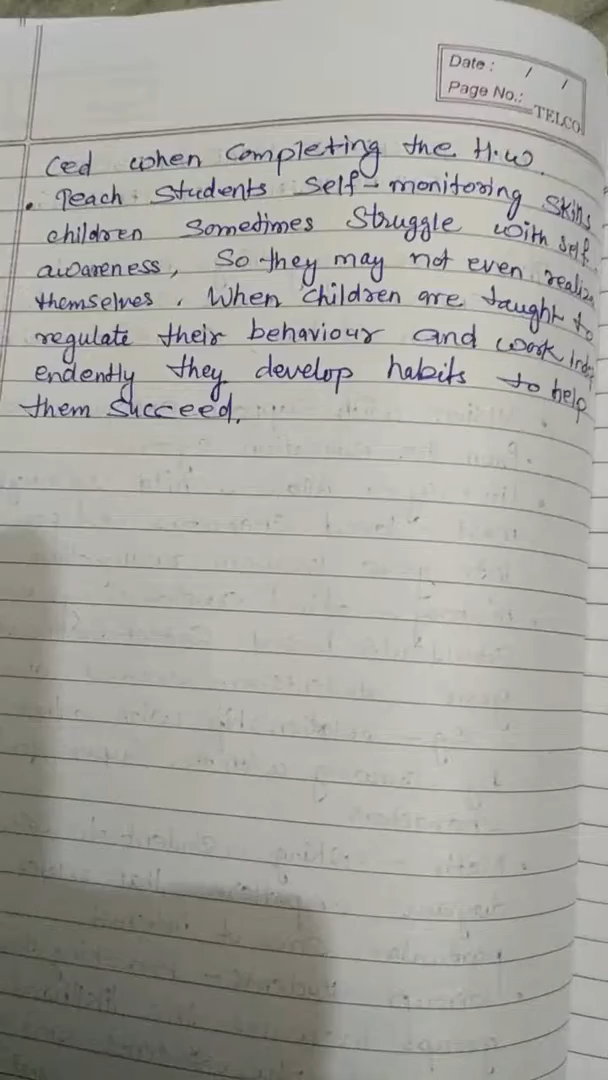 Date : / /
Page No.:
TELCO
ced when completing the H.W.
• Teach students self-monitoring skills
children sometimes struggle with self
awareness, so they may not even realize
themselves. When children are taught to
regulate their behaviour and work indep
endently they develop habits to help
them succeed.